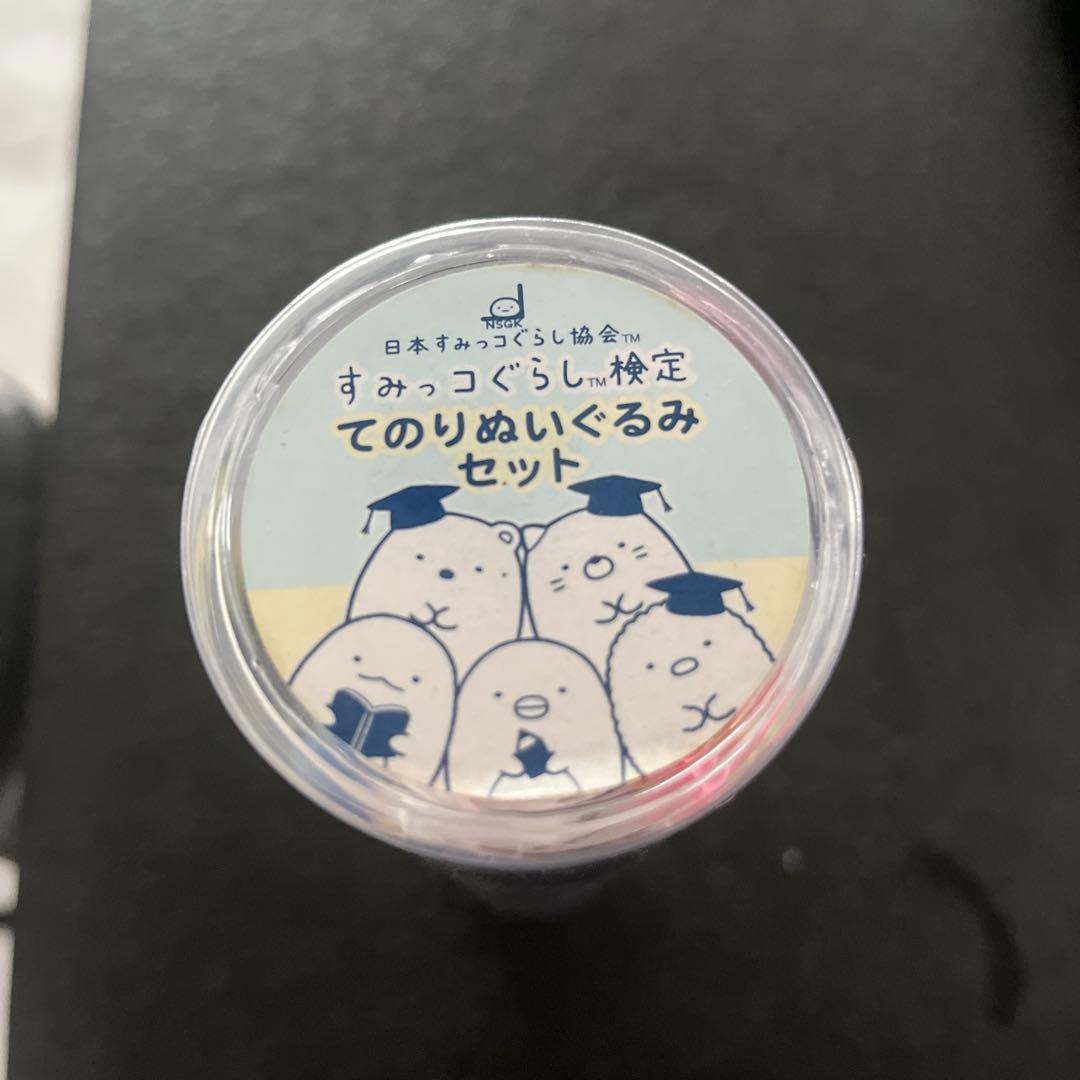 NSGK
日本すみっコぐらし協会™
すみっコぐらし™検定
てのりぬいぐるみ
セット